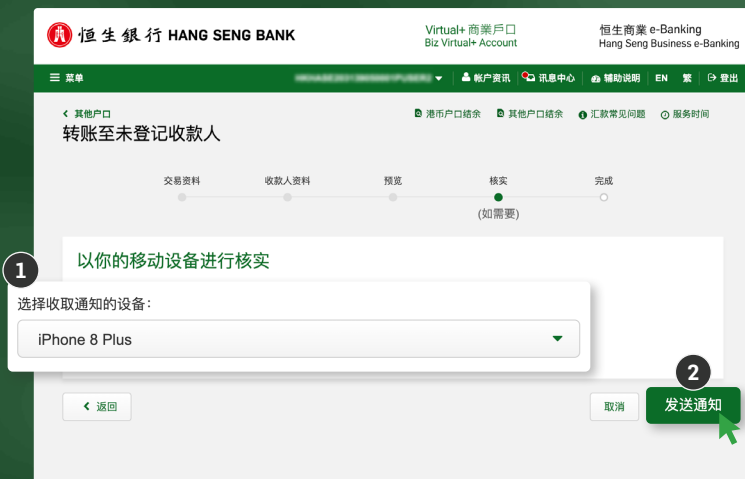 恒生銀行 HANG SENG BANK
Virtual+ 商業戶口
Biz Virtual+ Account
恒生商業 e-Banking
Hang Seng Business e-Banking
菜单
帐户资讯
讯息中心
辅助说明
EN
繁
登出
其他户口
港币户口结余
其他户口结余
汇款常见问题
服务时间
转账至未登记收款人
交易资料
收款人资料
预览
核实
完成
(如需要)
以你的移动设备进行核实
1
选择收取通知的设备：
iPhone 8 Plus
2
返回
取消
发送通知